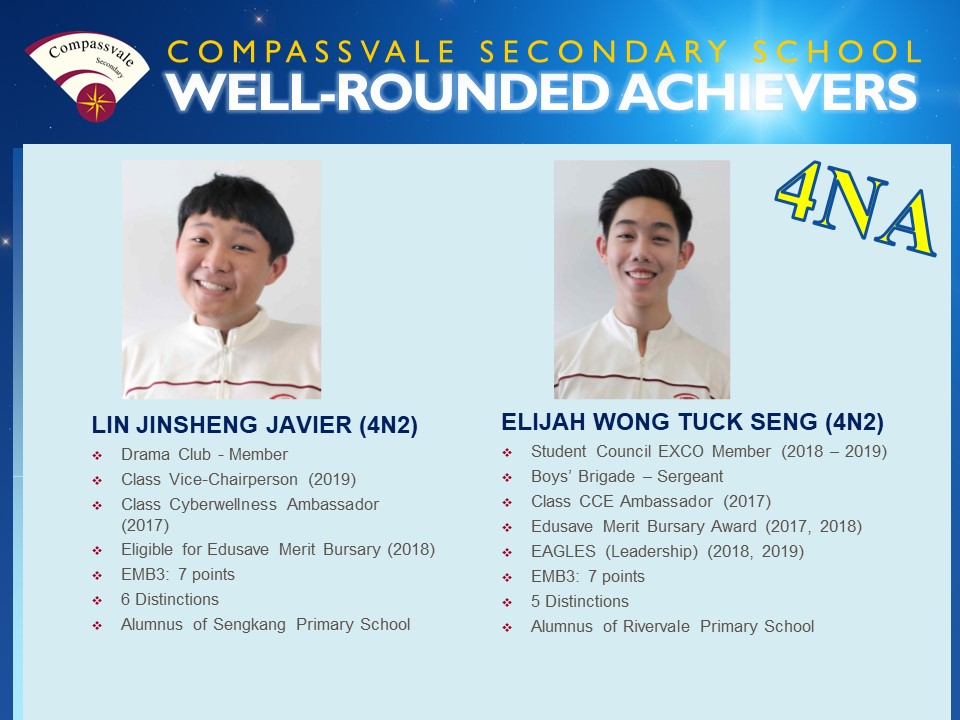 Compassvale
Secondary
COMPASSVALE SECONDARY SCHOOL
WELL-ROUNDED ACHIEVERS
4NA
LIN JINSHENG JAVIER (4N2)
Drama Club - Member
Class Vice-Chairperson (2019)
Class Cyberwellness Ambassador
(2017)
Eligible for Edusave Merit Bursary (2018)
EMB3: 7 points
6 Distinctions
Alumnus of Sengkang Primary School
ELIJAH WONG TUCK SENG (4N2)
Student Council EXCO Member (2018 – 2019)
Boys’ Brigade – Sergeant
Class CCE Ambassador (2017)
Edusave Merit Bursary Award (2017, 2018)
EAGLES (Leadership) (2018, 2019)
EMB3: 7 points
5 Distinctions
Alumnus of Rivervale Primary School